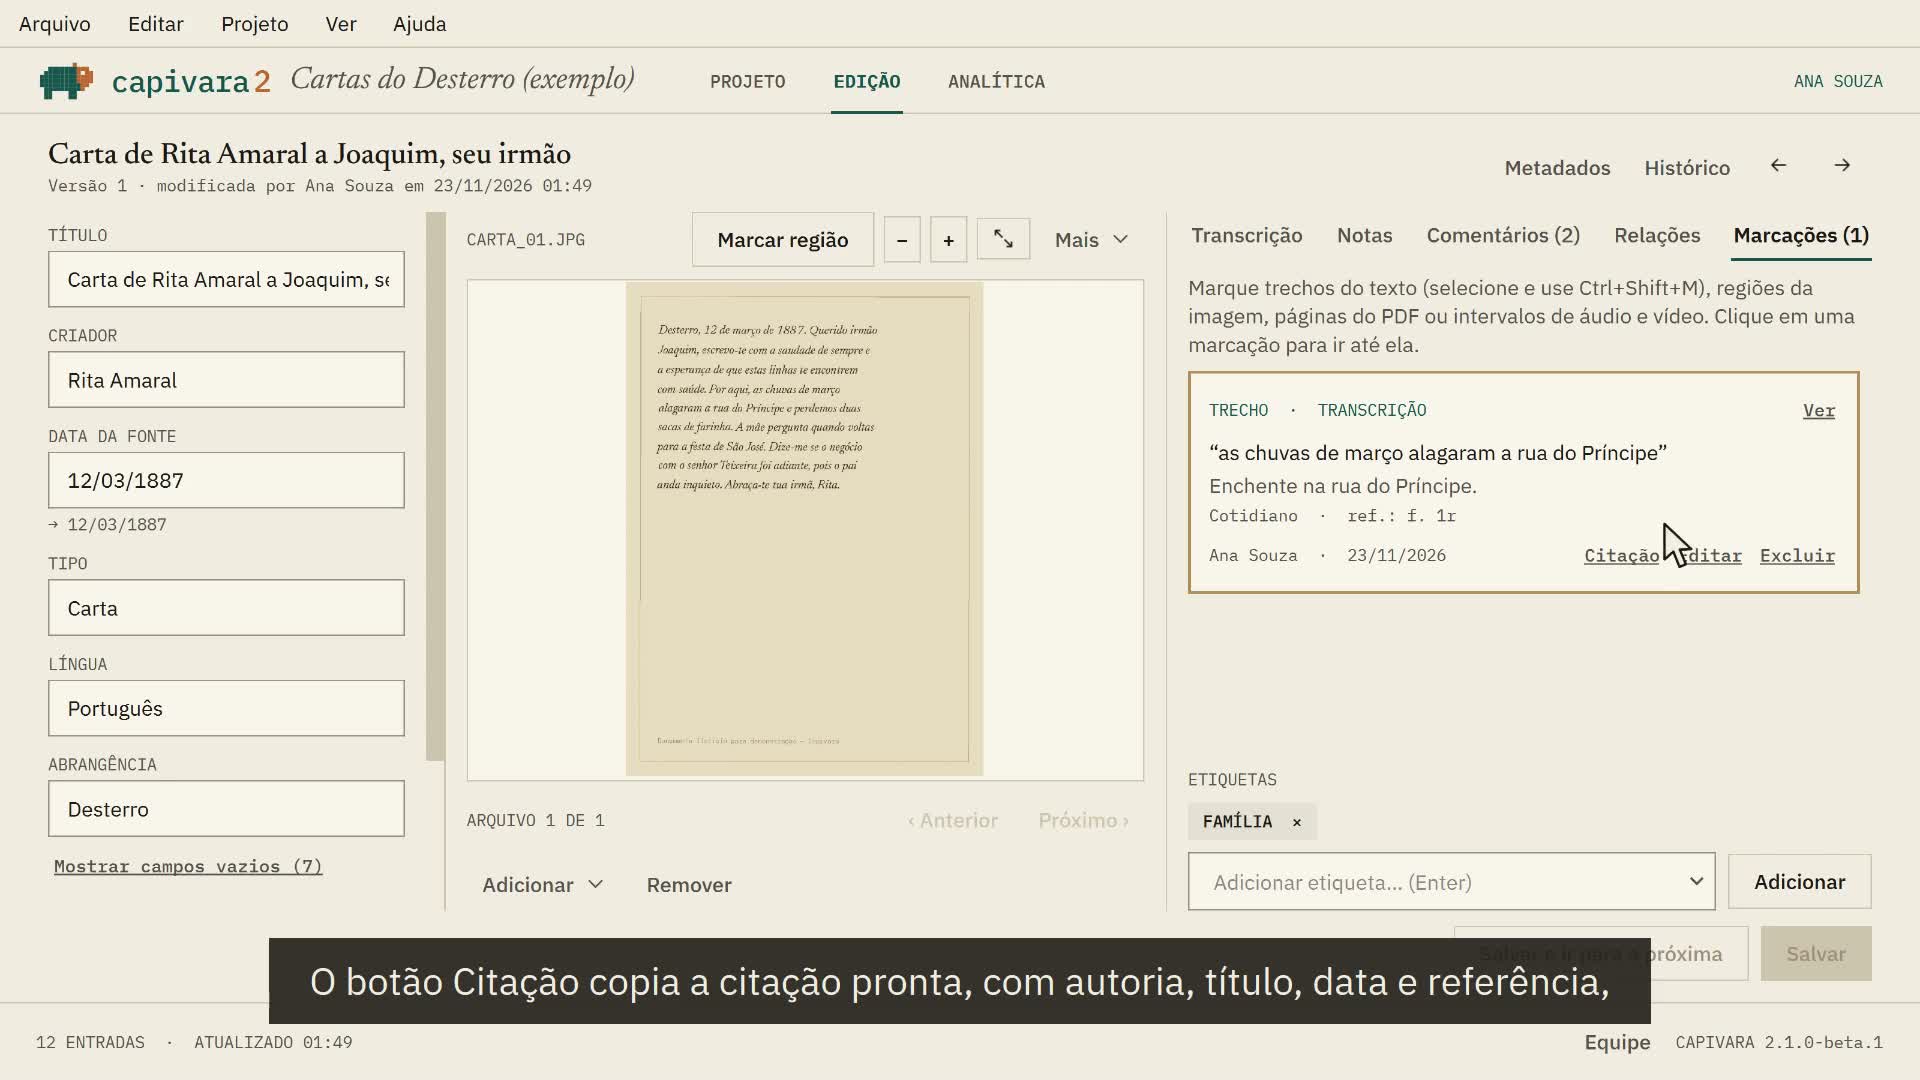 Arquivo Editar Projeto Ver Ajuda
capivara2 Cartas do Desterro (exemplo) PROJETO EDIÇÃO ANALÍTICA ANA SOUZA
Carta de Rita Amaral a Joaquim, seu irmão
Versão 1 · modificada por Ana Souza em 23/11/2026 01:49
Metadados Histórico ← →
TÍTULO
Carta de Rita Amaral a Joaquim, se
CRIADOR
Rita Amaral
DATA DA FONTE
12/03/1887
→ 12/03/1887
TIPO
Carta
LÍNGUA
Português
ABRANGÊNCIA
Desterro
Mostrar campos vazios (7)
CARTA_01.JPG Marcar região − + Mais
Desterro, 12 de março de 1887. Querido irmão
Joaquim, escrevo-te com a saudade de sempre e
a esperança de que estas linhas te encontrem
com saúde. Por aqui, as chuvas de março
alagaram a rua do Príncipe e perdemos duas
sacas de farinha. A mãe pergunta quando voltas
para a festa de São José. Dize-me se o negócio
com o senhor Teixeira foi adiante, pois o pai
anda inquieto. Abraça-te tua irmã, Rita.
Documento fictício para demonstração — Capivara
ARQUIVO 1 DE 1 ‹ Anterior Próximo ›
Adicionar Remover
Transcrição Notas Comentários (2) Relações Marcações (1)
Marque trechos do texto (selecione e use Ctrl+Shift+M), regiões da
imagem, páginas do PDF ou intervalos de áudio e vídeo. Clique em uma
marcação para ir até ela.
TRECHO · TRANSCRIÇÃO Ver
“as chuvas de março alagaram a rua do Príncipe”
Enchente na rua do Príncipe.
Cotidiano · ref.: f. 1r
Ana Souza · 23/11/2026 Citação Editar Excluir
ETIQUETAS
FAMÍLIA ×
Adicionar etiqueta... (Enter) Adicionar
Salvar e ir para a próxima Salvar
O botão Citação copia a citação pronta, com autoria, título, data e referência,
12 ENTRADAS · ATUALIZADO 01:49 Equipe CAPIVARA 2.1.0-beta.1